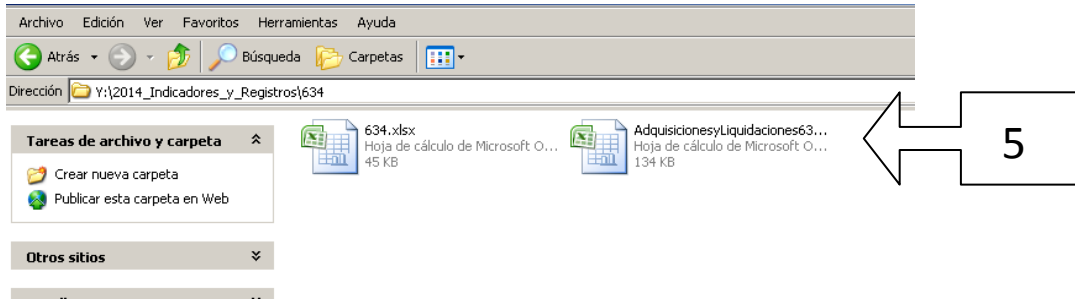 Archivo Edición Ver Favoritos Herramientas Ayuda
Atrás Búsqueda Carpetas
Dirección Y:\2014_Indicadores_y_Registros\634
Tareas de archivo y carpeta
Crear nueva carpeta
Publicar esta carpeta en Web
Otros sitios
634.xlsx
Hoja de cálculo de Microsoft O...
45 KB
AdquisicionesyLiquidaciones63...
Hoja de cálculo de Microsoft O...
134 KB
5